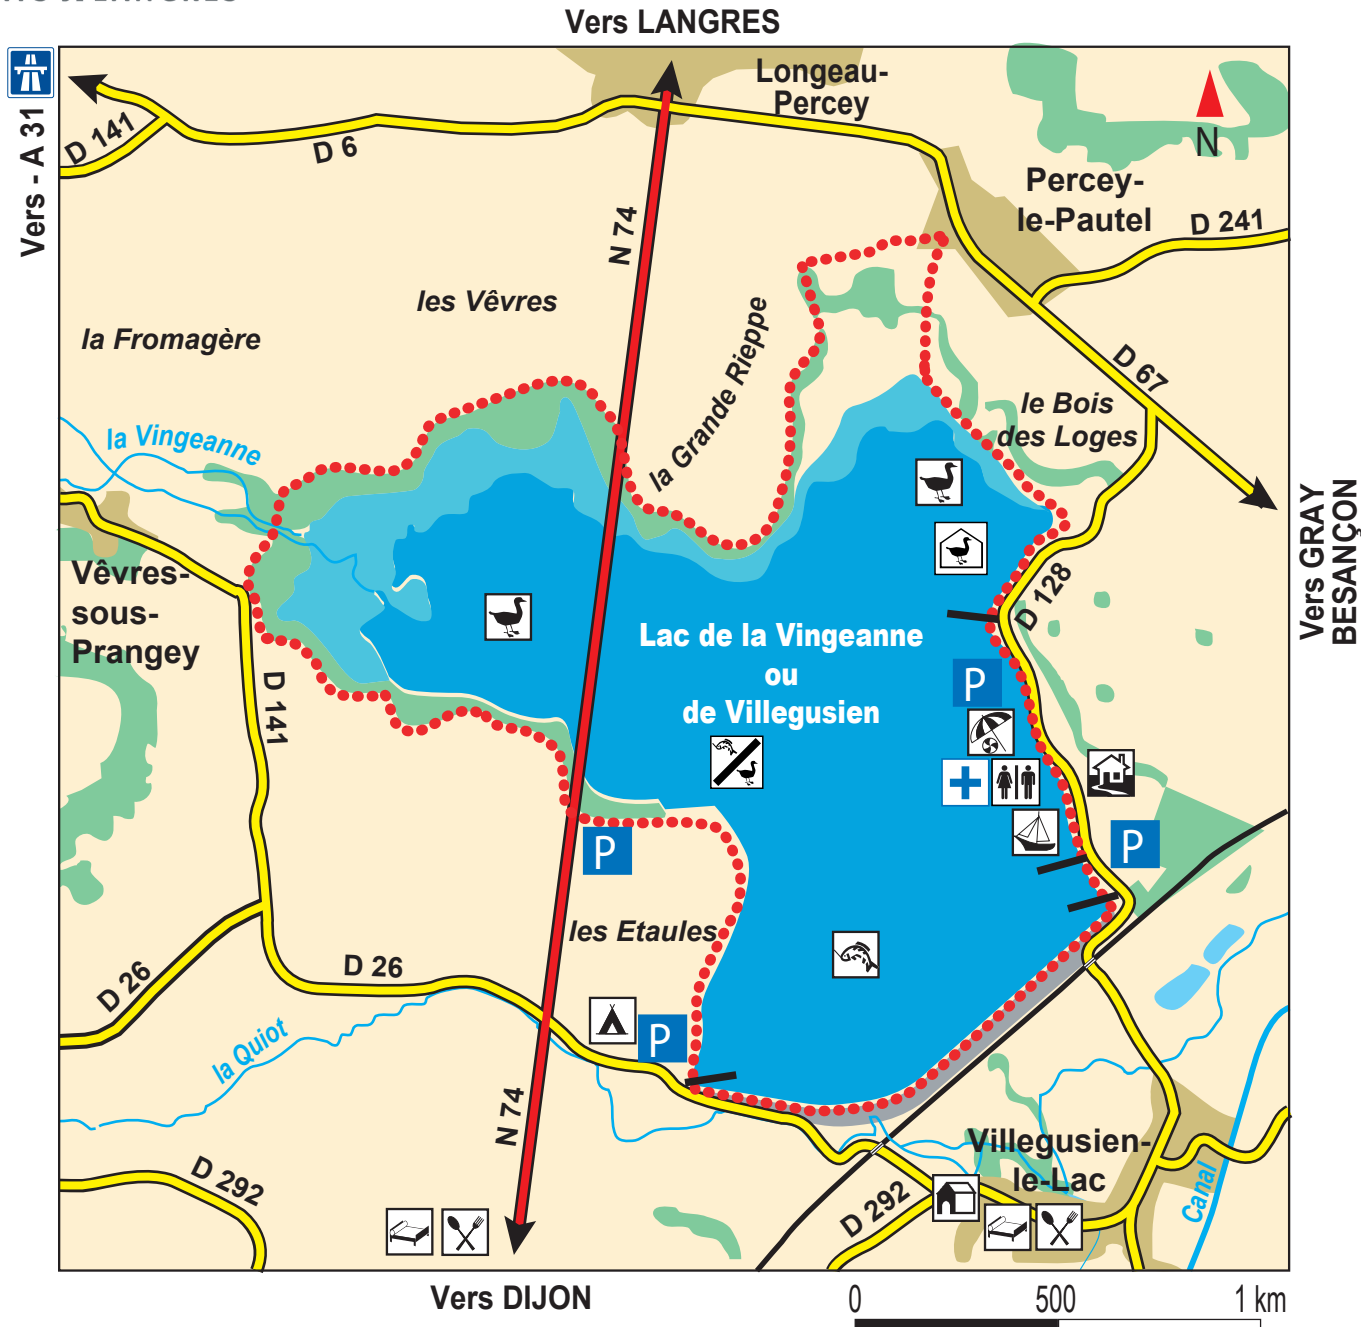 Vers LANGRES
Vers - A 31
D 141
D 6
Longeau-
Percey
N
Percey-
le-Pautel
D 241
N 74
les Vêvres
la Fromagère
la Grande Rieppe
D 67
le Bois
des Loges
la Vingeanne
Vers GRAY
BESANÇON
Vêvres-
sous-
Prangey
D 128
Lac de la Vingeanne
ou
de Villegusien
P
D 141
P
P
les Etaules
D 26
D 26
P
la Quiot
N 74
Villegusien-
le-Lac
D 292
D 292
Canal
Vers DIJON
0 500 1 km